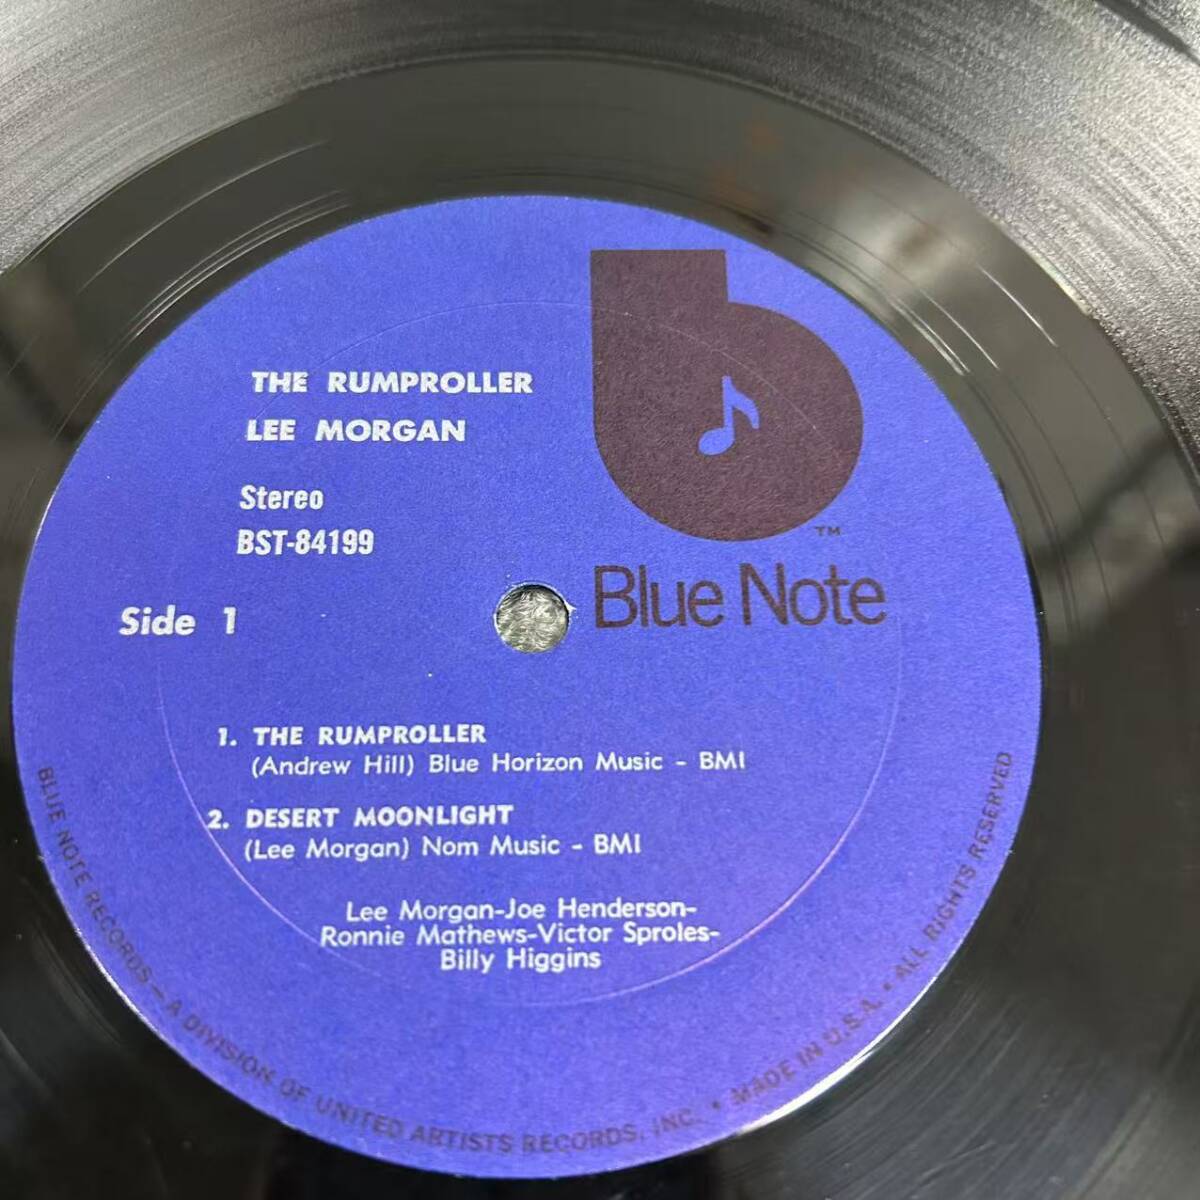 THE RUMPROLLER
LEE MORGAN
Stereo
BST-84199
Side 1
b
TM
Blue Note
1. THE RUMPROLLER
(Andrew Hill) Blue Horizon Music - BMI
2. DESERT MOONLIGHT
(Lee Morgan) Nom Music - BMI
Lee Morgan-Joe Henderson-
Ronnie Mathews-Victor Sproles-
Billy Higgins
BLUE NOTE RECORDS - A DIVISION OF UNITED ARTISTS RECORDS, INC. • MADE IN U.S.A. • ALL RIGHTS RESERVED